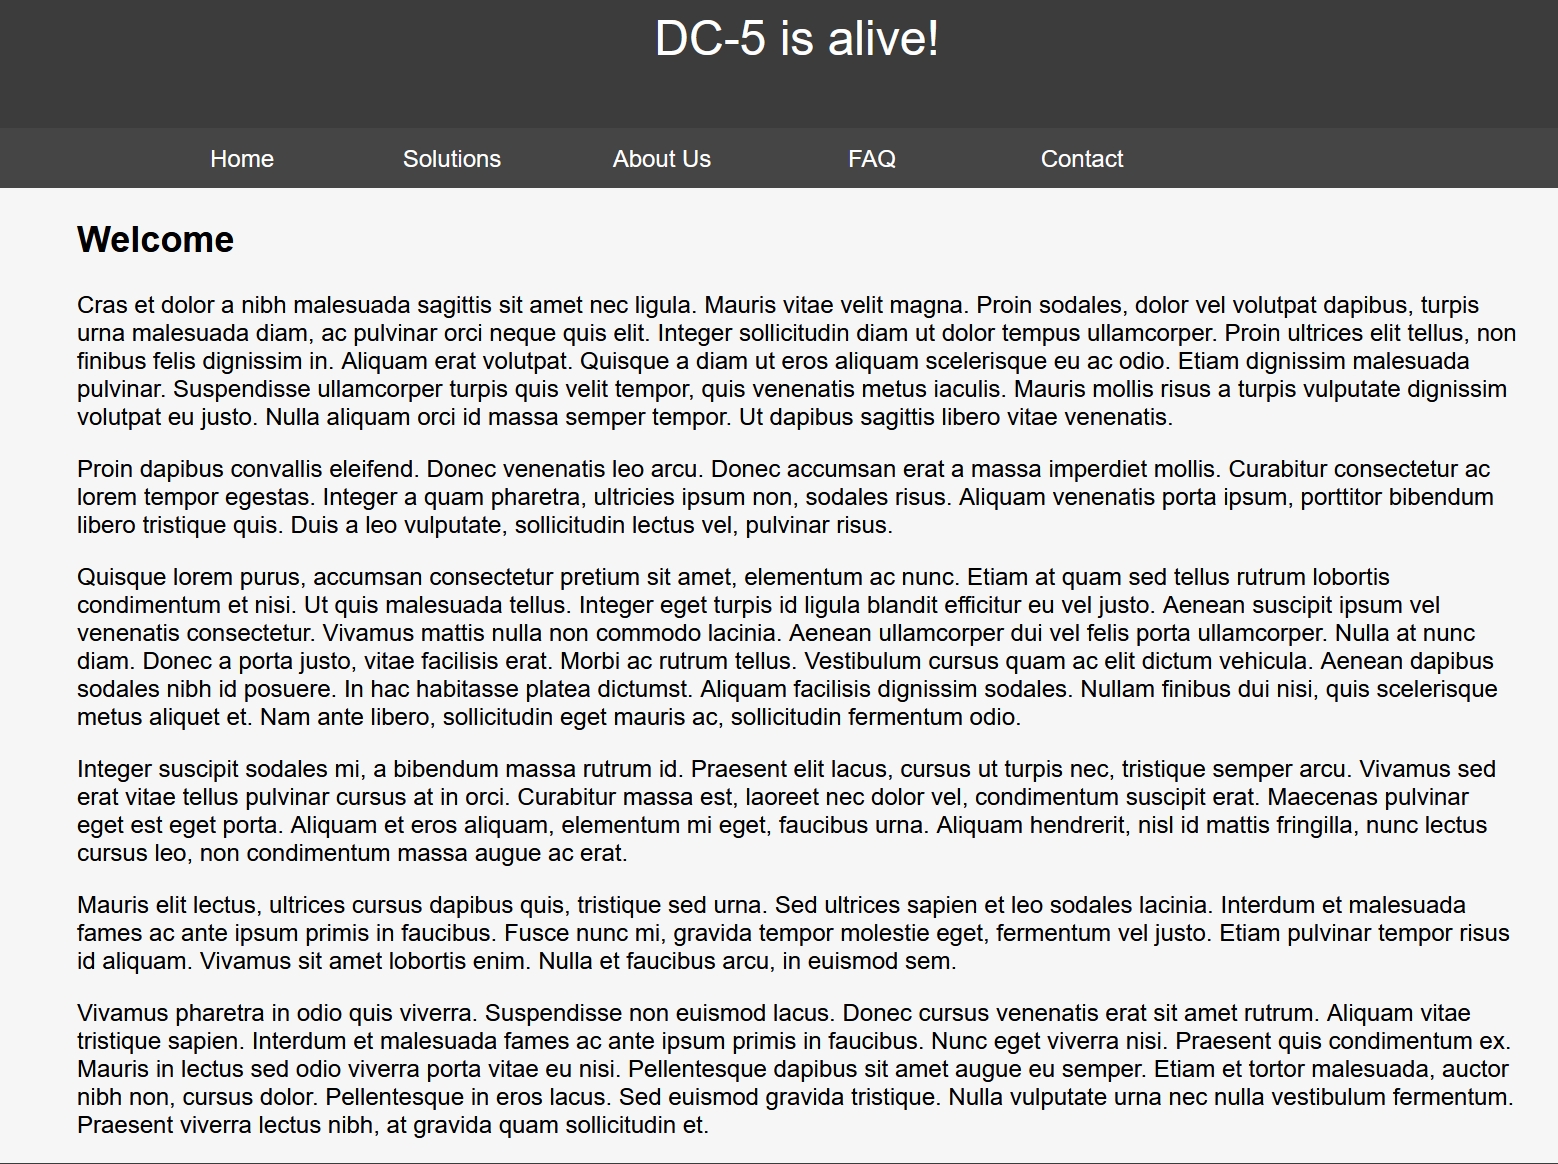 DC-5 is alive!
Home Solutions About Us FAQ Contact
Welcome
Cras et dolor a nibh malesuada sagittis sit amet nec ligula. Mauris vitae velit magna. Proin sodales, dolor vel volutpat dapibus, turpis
urna malesuada diam, ac pulvinar orci neque quis elit. Integer sollicitudin diam ut dolor tempus ullamcorper. Proin ultrices elit tellus, non
finibus felis dignissim in. Aliquam erat volutpat. Quisque a diam ut eros aliquam scelerisque eu ac odio. Etiam dignissim malesuada
pulvinar. Suspendisse ullamcorper turpis quis velit tempor, quis venenatis metus iaculis. Mauris mollis risus a turpis vulputate dignissim
volutpat eu justo. Nulla aliquam orci id massa semper tempor. Ut dapibus sagittis libero vitae venenatis.
Proin dapibus convallis eleifend. Donec venenatis leo arcu. Donec accumsan erat a massa imperdiet mollis. Curabitur consectetur ac
lorem tempor egestas. Integer a quam pharetra, ultricies ipsum non, sodales risus. Aliquam venenatis porta ipsum, porttitor bibendum
libero tristique quis. Duis a leo vulputate, sollicitudin lectus vel, pulvinar risus.
Quisque lorem purus, accumsan consectetur pretium sit amet, elementum ac nunc. Etiam at quam sed tellus rutrum lobortis
condimentum et nisi. Ut quis malesuada tellus. Integer eget turpis id ligula blandit efficitur eu vel justo. Aenean suscipit ipsum vel
venenatis consectetur. Vivamus mattis nulla non commodo lacinia. Aenean ullamcorper dui vel felis porta ullamcorper. Nulla at nunc
diam. Donec a porta justo, vitae facilisis erat. Morbi ac rutrum tellus. Vestibulum cursus quam ac elit dictum vehicula. Aenean dapibus
sodales nibh id posuere. In hac habitasse platea dictumst. Aliquam facilisis dignissim sodales. Nullam finibus dui nisi, quis scelerisque
metus aliquet et. Nam ante libero, sollicitudin eget mauris ac, sollicitudin fermentum odio.
Integer suscipit sodales mi, a bibendum massa rutrum id. Praesent elit lacus, cursus ut turpis nec, tristique semper arcu. Vivamus sed
erat vitae tellus pulvinar cursus at in orci. Curabitur massa est, laoreet nec dolor vel, condimentum suscipit erat. Maecenas pulvinar
eget est eget porta. Aliquam et eros aliquam, elementum mi eget, faucibus urna. Aliquam hendrerit, nisl id mattis fringilla, nunc lectus
cursus leo, non condimentum massa augue ac erat.
Mauris elit lectus, ultrices cursus dapibus quis, tristique sed urna. Sed ultrices sapien et leo sodales lacinia. Interdum et malesuada
fames ac ante ipsum primis in faucibus. Fusce nunc mi, gravida tempor molestie eget, fermentum vel justo. Etiam pulvinar tempor risus
id aliquam. Vivamus sit amet lobortis enim. Nulla et faucibus arcu, in euismod sem.
Vivamus pharetra in odio quis viverra. Suspendisse non euismod lacus. Donec cursus venenatis erat sit amet rutrum. Aliquam vitae
tristique sapien. Interdum et malesuada fames ac ante ipsum primis in faucibus. Nunc eget viverra nisi. Praesent quis condimentum ex.
Mauris in lectus sed odio viverra porta vitae eu nisi. Pellentesque dapibus sit amet augue eu semper. Etiam et tortor malesuada, auctor
nibh non, cursus dolor. Pellentesque in eros lacus. Sed euismod gravida tristique. Nulla vulputate urna nec nulla vestibulum fermentum.
Praesent viverra lectus nibh, at gravida quam sollicitudin et.